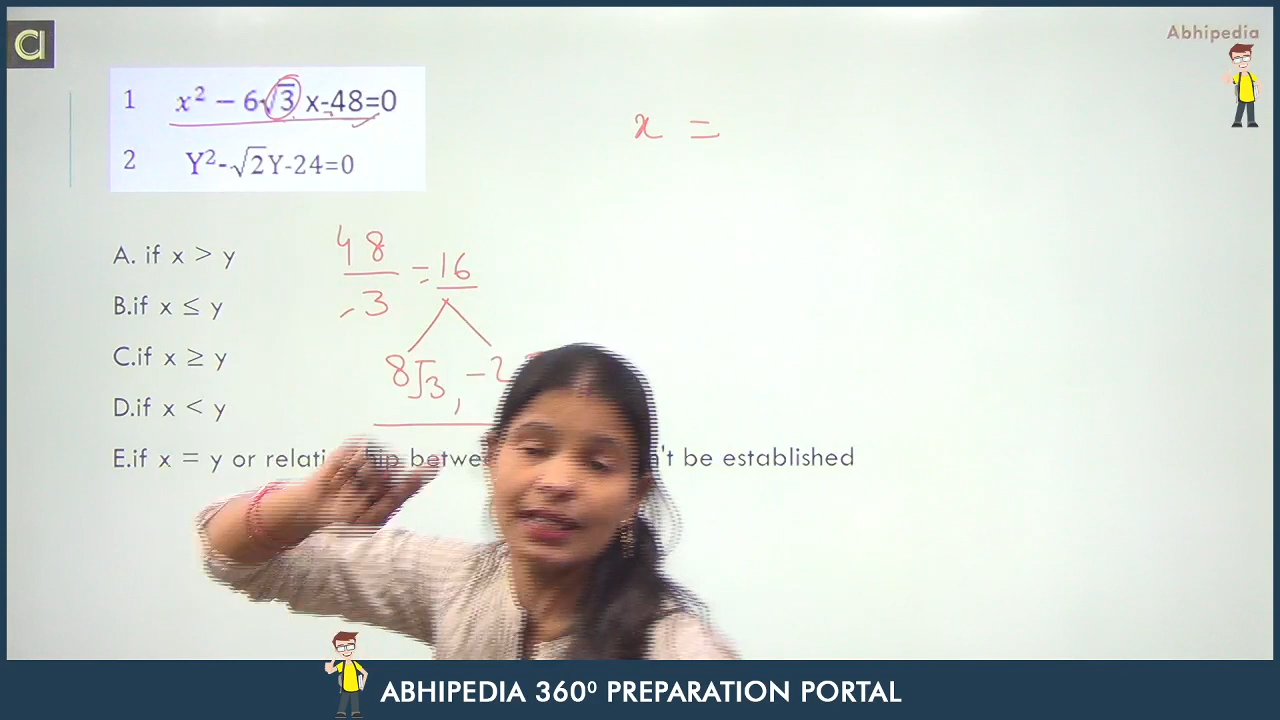 Abhipedia
1 x² – 6√3 x-48=0
2 Y²-√2Y-24=0
x =
A. if x > y
B.if x ≤ y
C.if x ≥ y
D.if x < y
48/3 = 16
8√3, –2
E.if x = y or be established
ABHIPEDIA 360⁰ PREPARATION PORTAL